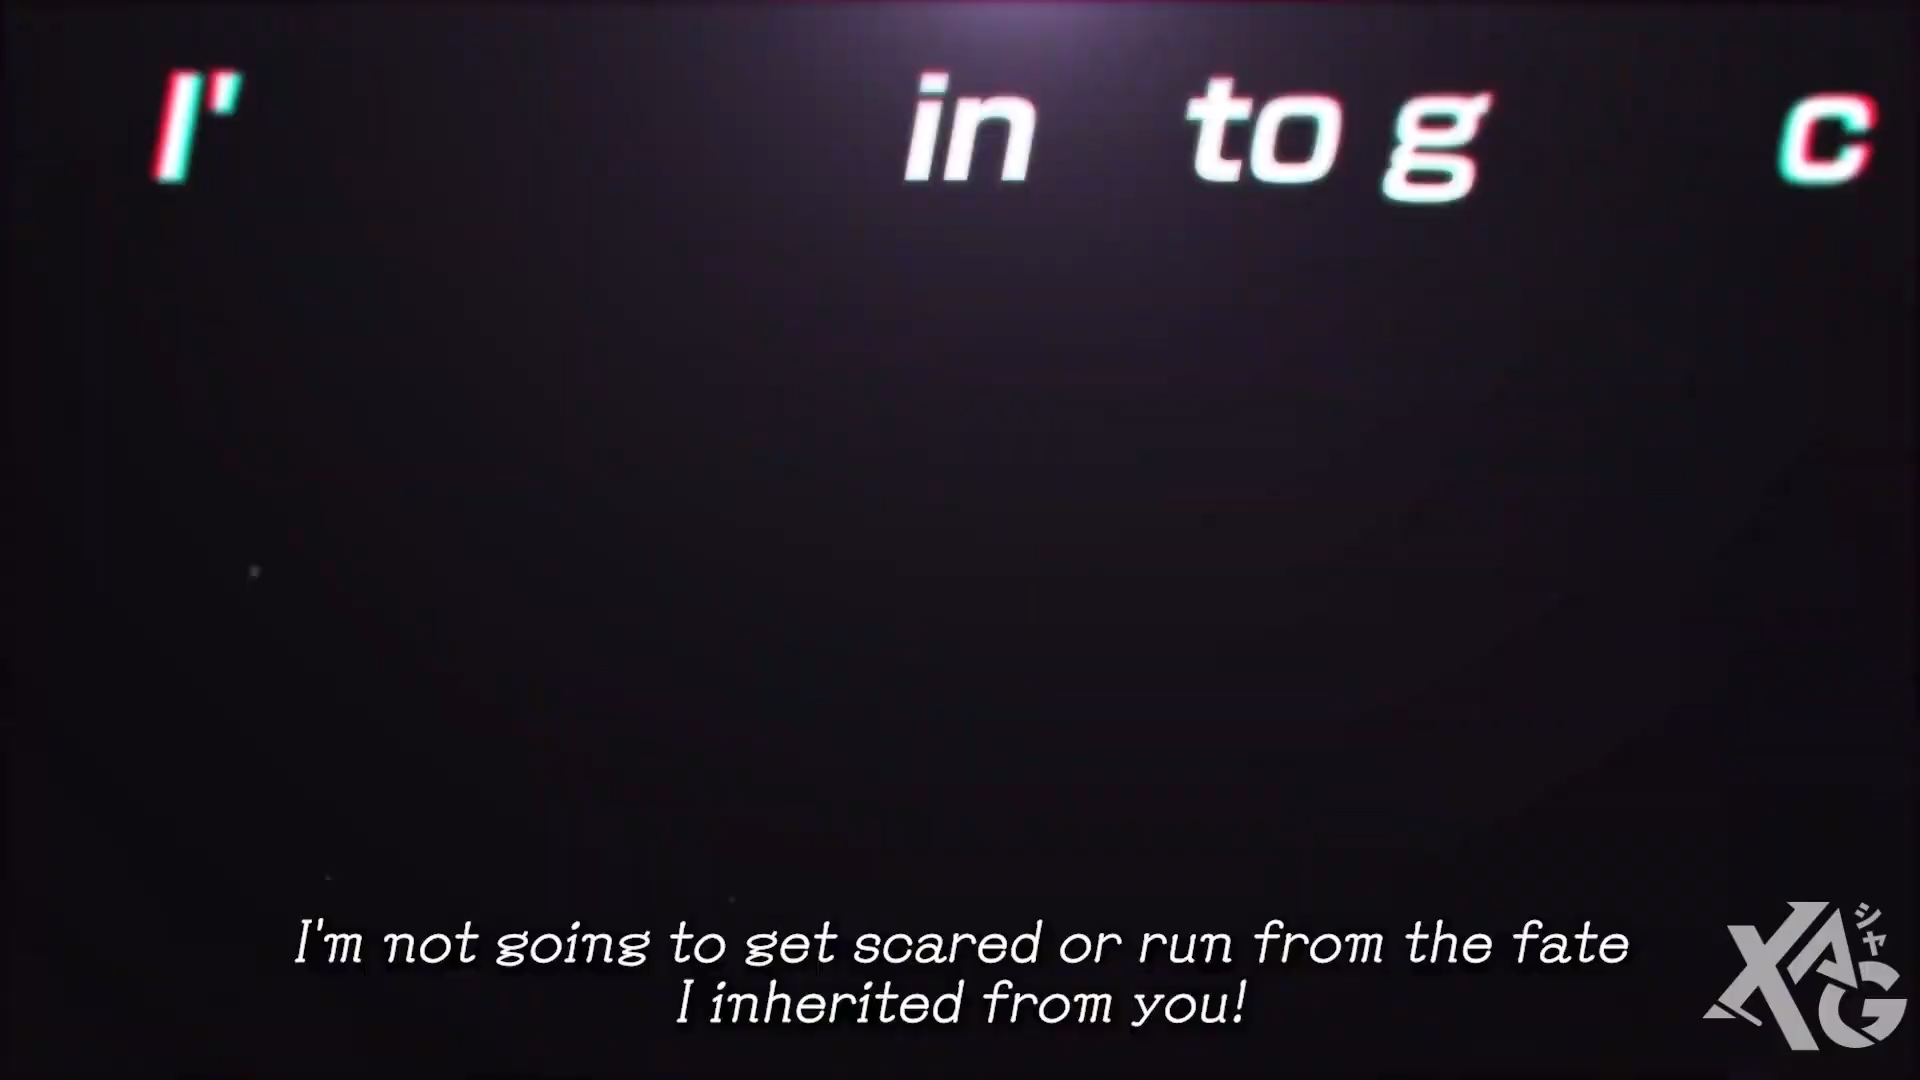 I' in to g c
I'm not going to get scared or run from the fate
I inherited from you!
XAG
シャ